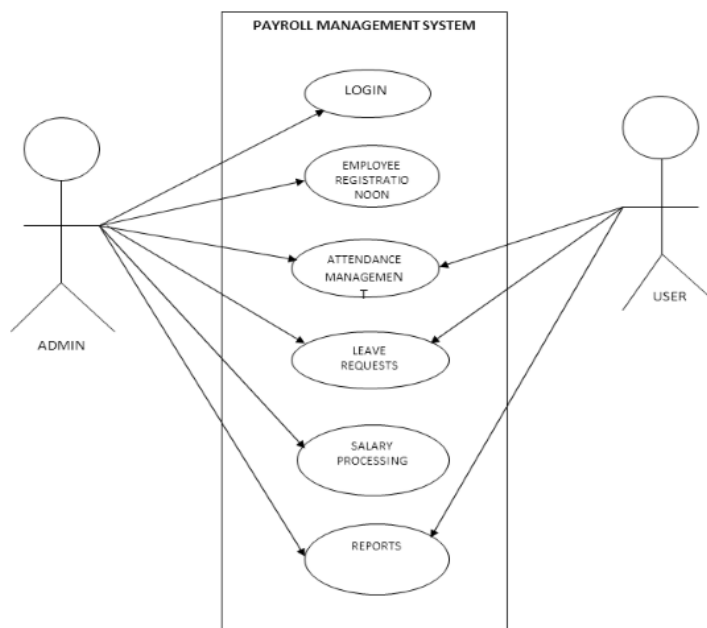 PAYROLL MANAGEMENT SYSTEM
LOGIN
EMPLOYEE
REGISTRATIO
NOON
ATTENDANCE
MANAGEMEN
T
USER
ADMIN
LEAVE
REQUESTS
SALARY
PROCESSING
REPORTS